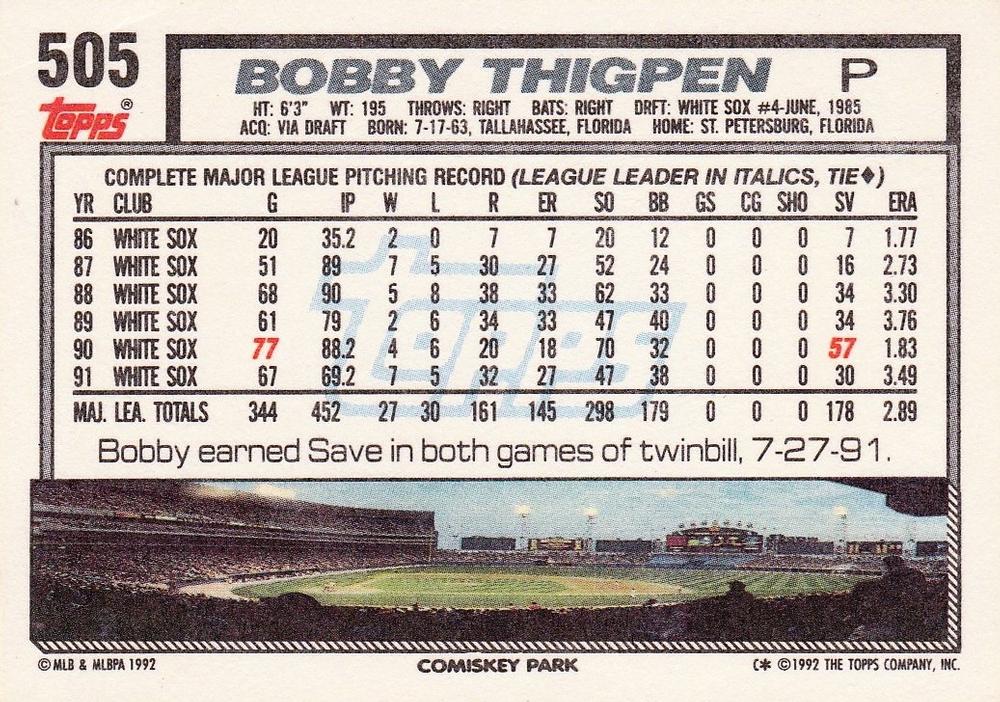 505
Topps®
BOBBY THIGPEN P
HT: 6'3" WT: 195 THROWS: RIGHT BATS: RIGHT DRFT: WHITE SOX #4-JUNE, 1985
ACQ: VIA DRAFT BORN: 7-17-63, TALLAHASSEE, FLORIDA HOME: ST. PETERSBURG, FLORIDA
COMPLETE MAJOR LEAGUE PITCHING RECORD (LEAGUE LEADER IN ITALICS, TIE♦)
YR CLUB G IP W L R ER SO BB GS CG SHO SV ERA
86 WHITE SOX 20 35.2 2 0 7 7 20 12 0 0 0 7 1.77
87 WHITE SOX 51 89 7 5 30 27 52 24 0 0 0 16 2.73
88 WHITE SOX 68 90 5 8 38 33 62 33 0 0 0 34 3.30
89 WHITE SOX 61 79 2 6 34 33 47 40 0 0 0 34 3.76
90 WHITE SOX 77 88.2 4 6 20 18 70 32 0 0 0 57 1.83
91 WHITE SOX 67 69.2 7 5 32 27 47 38 0 0 0 30 3.49
MAJ. LEA. TOTALS 344 452 27 30 161 145 298 179 0 0 0 178 2.89
Topps
Bobby earned Save in both games of twinbill, 7-27-91.
©MLB & MLBPA 1992 COMISKEY PARK C* ©1992 THE TOPPS COMPANY, INC.